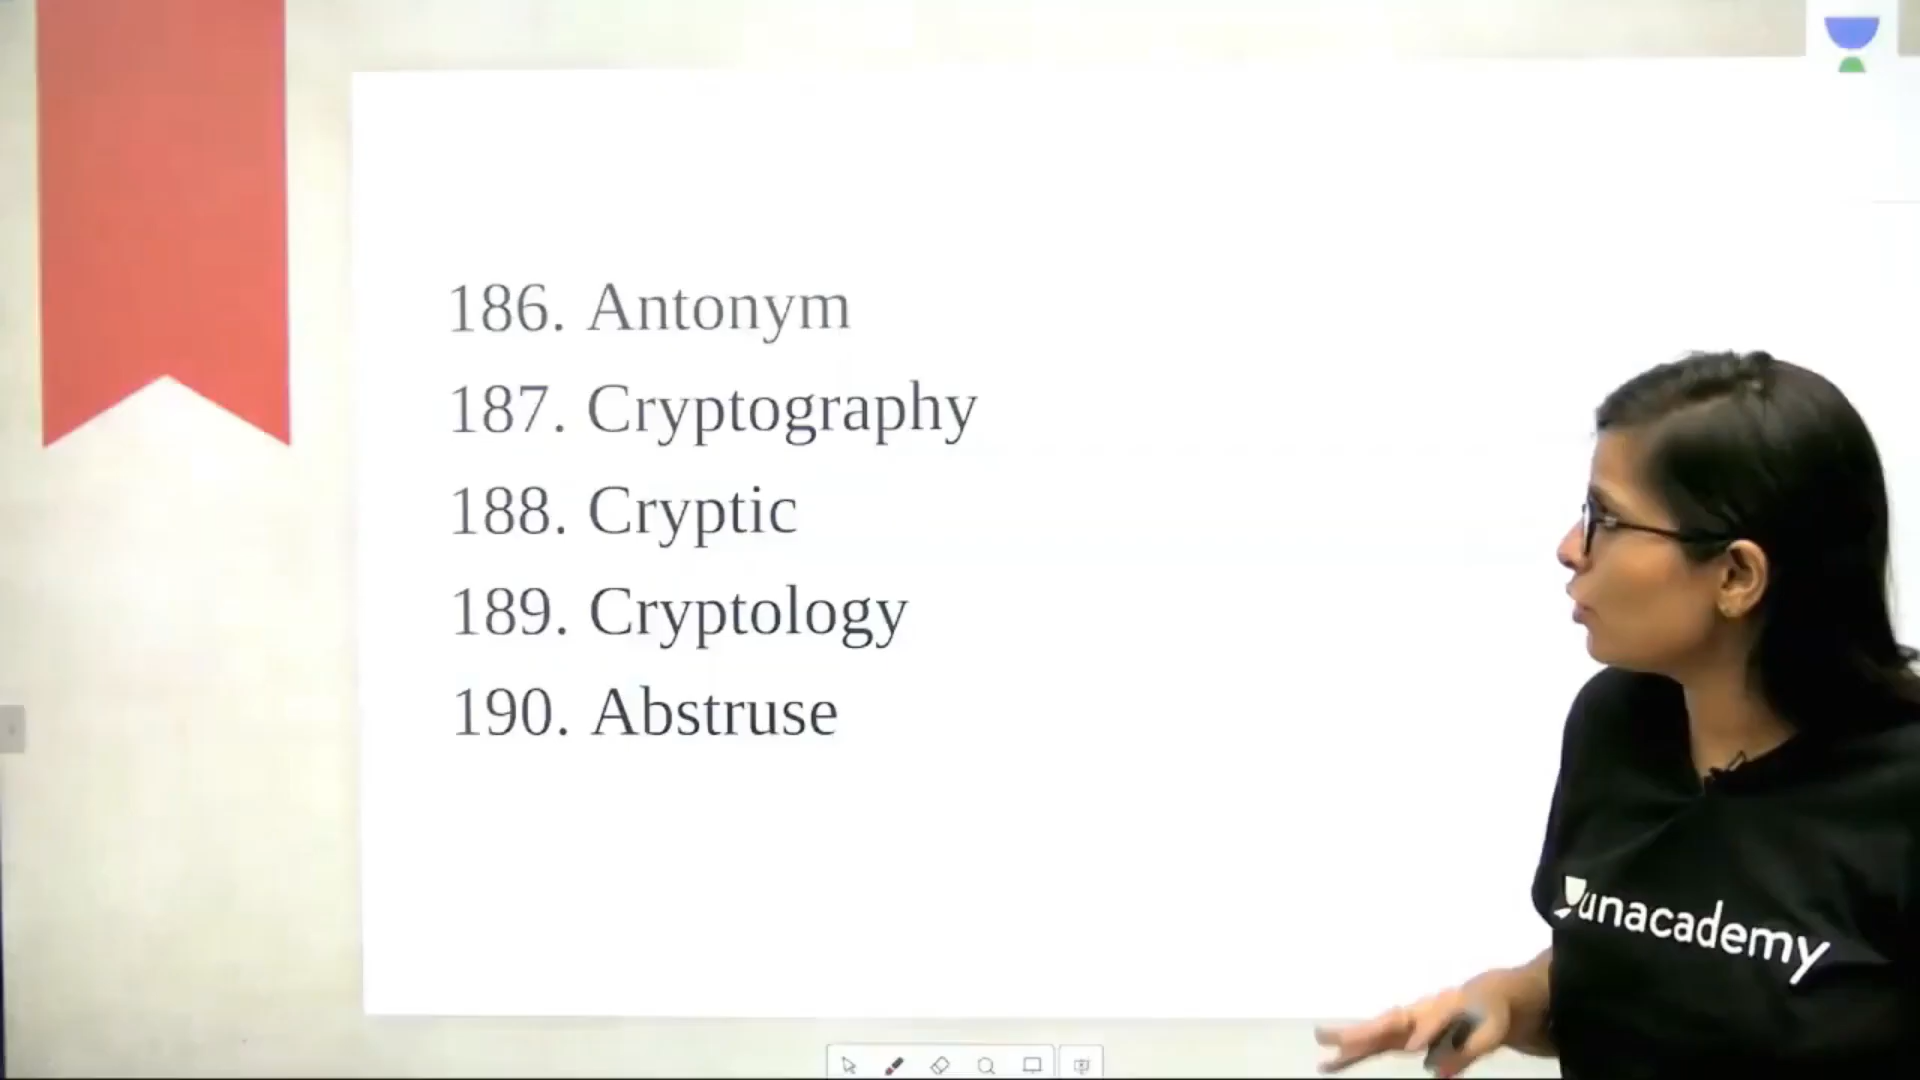 186. Antonym
187. Cryptography
188. Cryptic
189. Cryptology
190. Abstruse
unacademy